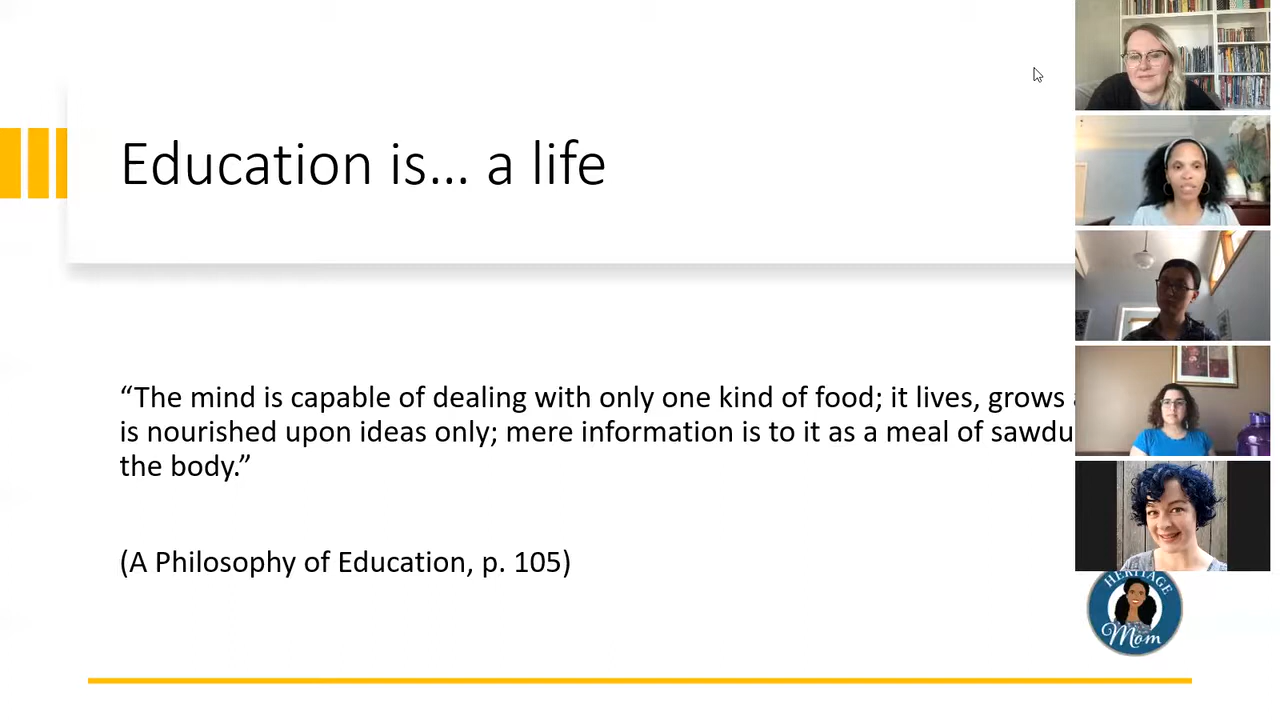 Education is... a life
“The mind is capable of dealing with only one kind of food; it lives, grows
is nourished upon ideas only; mere information is to it as a meal of sawdu
the body.”
(A Philosophy of Education, p. 105)
HERITAGE
Mom